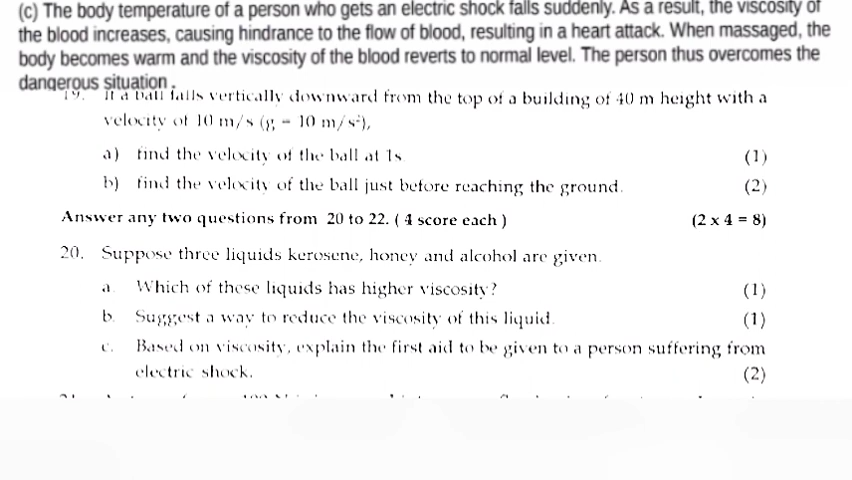 (c) The body temperature of a person who gets an electric shock falls suddenly. As a result, the viscosity of
the blood increases, causing hindrance to the flow of blood, resulting in a heart attack. When massaged, the
body becomes warm and the viscosity of the blood reverts to normal level. The person thus overcomes the
dangerous situation.
19. If a ball falls vertically downward from the top of a building of 40 m height with a
velocity of 10 m/s (g = 10 m/s²),
a) find the velocity of the ball at 1s (1)
b) find the velocity of the ball just before reaching the ground. (2)
Answer any two questions from 20 to 22. ( 4 score each ) (2 x 4 = 8)
20. Suppose three liquids kerosene, honey and alcohol are given.
a. Which of these liquids has higher viscosity? (1)
b. Suggest a way to reduce the viscosity of this liquid. (1)
c. Based on viscosity, explain the first aid to be given to a person suffering from
electric shock. (2)